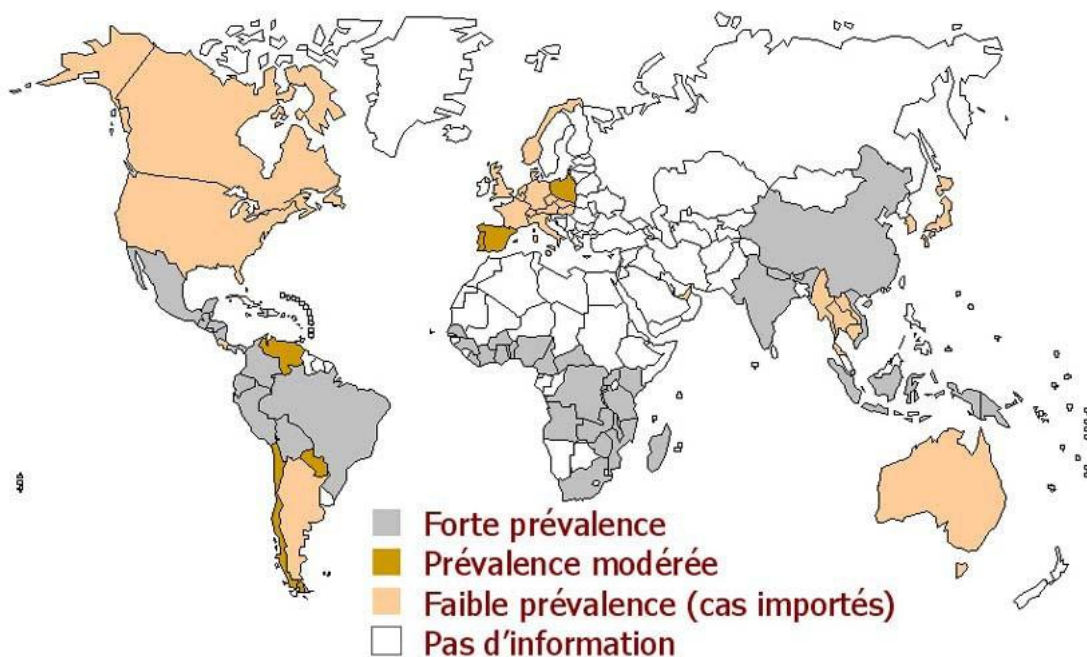 Forte prévalence
Prévalence modérée
Faible prévalence (cas importés)
Pas d'information